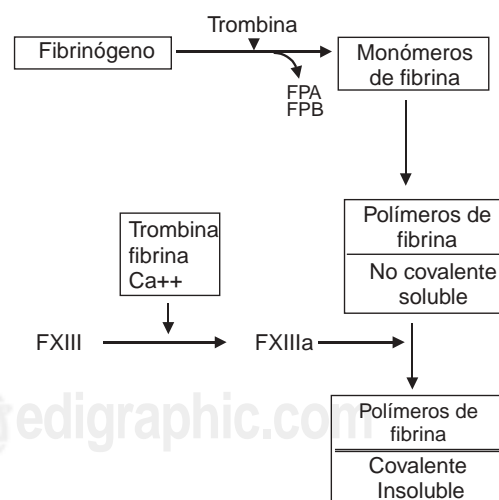 Trombina
Fibrinógeno
Monómeros
de fibrina
FPA
FPB
Polímeros de
fibrina
No covalente
soluble
Trombina
fibrina
Ca++
FXIII
FXIIIa
edigraphic.com
Polímeros de
fibrina
Covalente
Insoluble